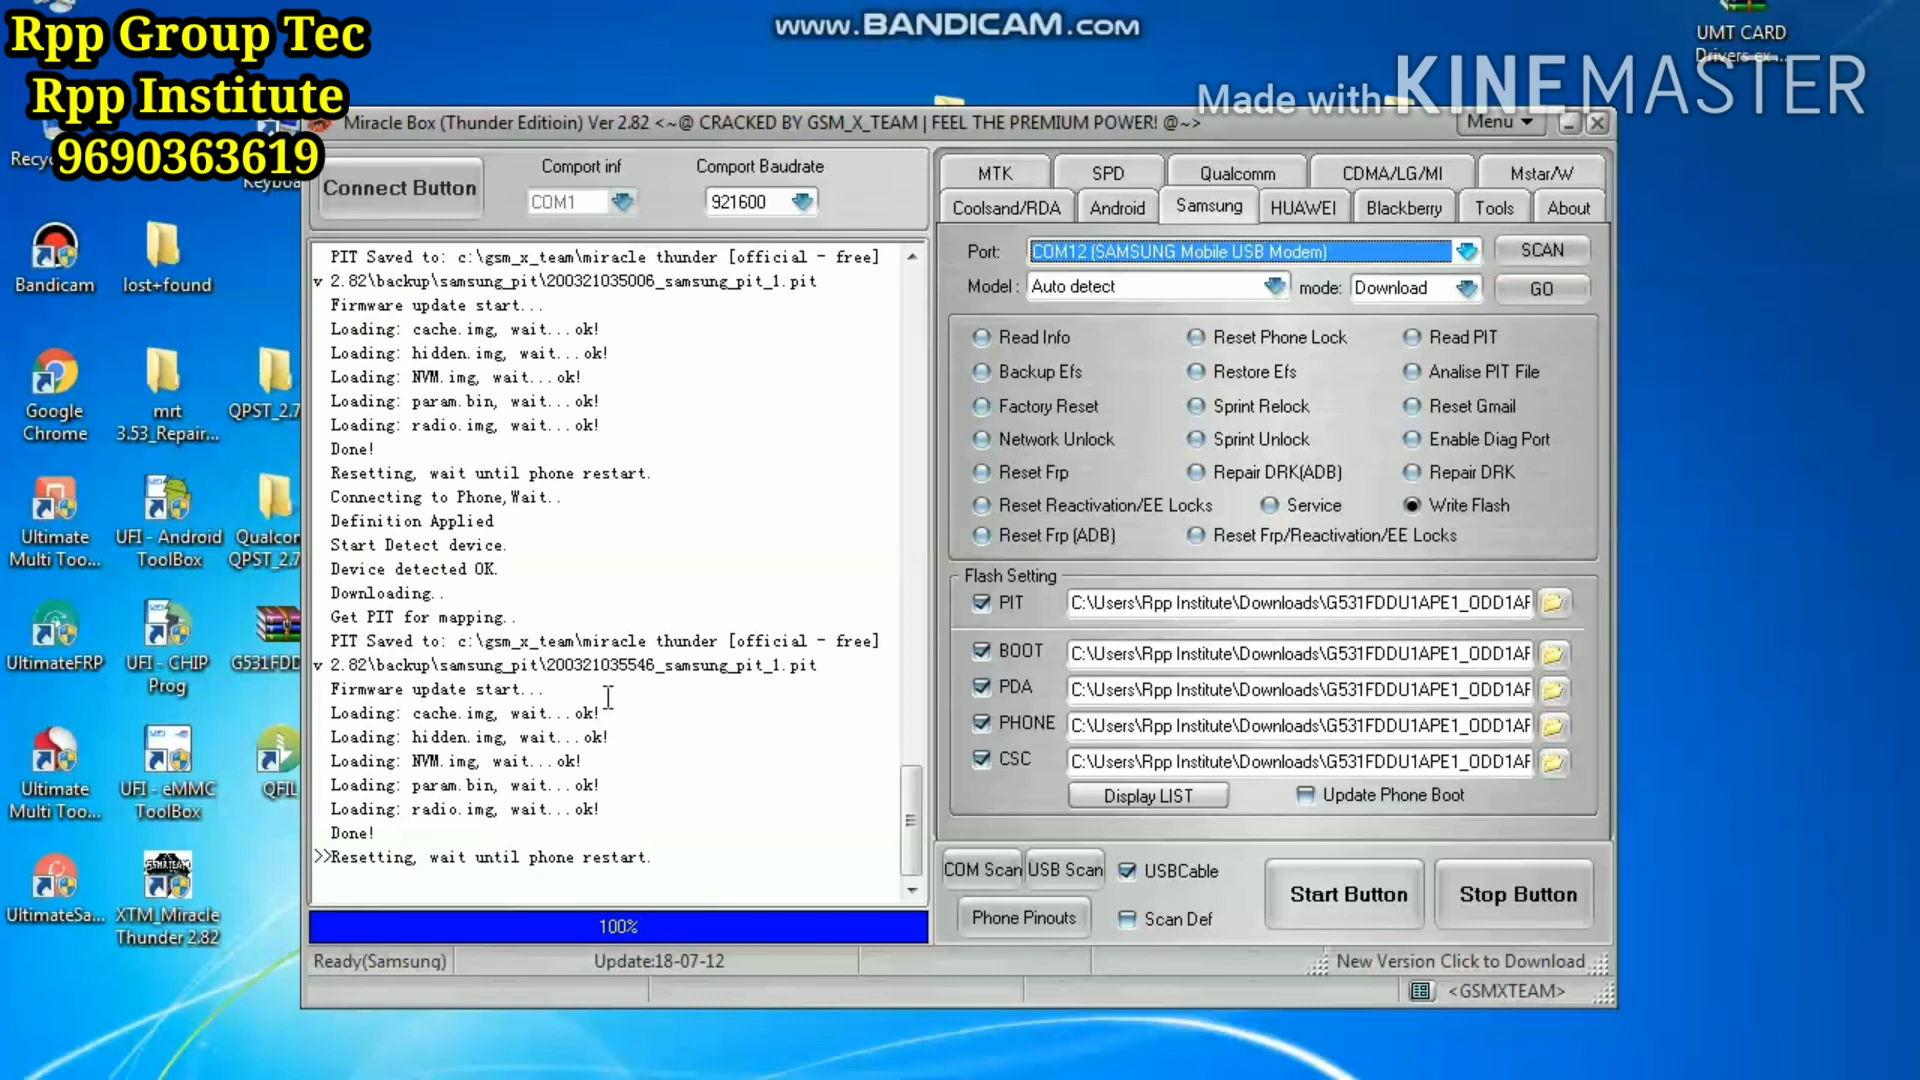 www.BANDICAM.com
Rpp Group Tec
Rpp Institute
9690363619
Made with KINEMASTER
UMT CARD
Drivers ex...
Bandicam
lost+found
Google
Chrome
mrt
3.53_Repair...
QPST_2.7
Ultimate
Multi Too...
UFI - Android
ToolBox
Qualcon
QPST_2.7
UltimateFRP
UFI - CHIP
Prog
G531FDD
Ultimate
Multi Too...
UFI - eMMC
ToolBox
QFIL
UltimateSa...
XTM_Miracle
Thunder 2.82
Miracle Box (Thunder Editioin) Ver 2.82 <~@ CRACKED BY GSM_X_TEAM | FEEL THE PREMIUM POWER! @~>
Menu
Connect Button
Comport inf
COM1
Comport Baudrate
921600
PIT Saved to: c:\gsm_x_team\miracle thunder [official - free]
v 2.82\backup\samsung_pit\200321035006_samsung_pit_1.pit
Firmware update start...
Loading: cache.img, wait...ok!
Loading: hidden.img, wait...ok!
Loading: NVM.img, wait...ok!
Loading: param.bin, wait...ok!
Loading: radio.img, wait...ok!
Done!
Resetting, wait until phone restart.
Connecting to Phone,Wait..
Definition Applied
Start Detect device.
Device detected OK.
Downloading..
Get PIT for mapping..
PIT Saved to: c:\gsm_x_team\miracle thunder [official - free]
v 2.82\backup\samsung_pit\200321035546_samsung_pit_1.pit
Firmware update start...
Loading: cache.img, wait...ok!
Loading: hidden.img, wait...ok!
Loading: NVM.img, wait...ok!
Loading: param.bin, wait...ok!
Loading: radio.img, wait...ok!
Done!
>>Resetting, wait until phone restart.
100%
Ready(Samsung)
Update:18-07-12
MTK SPD Qualcomm CDMA/LG/MI Mstar/W
Coolsand/RDA Android Samsung HUAWEI Blackberry Tools About
Port: COM12 (SAMSUNG Mobile USB Modem) SCAN
Model : Auto detect mode: Download GO
Read Info Reset Phone Lock Read PIT
Backup Efs Restore Efs Analise PIT File
Factory Reset Sprint Relock Reset Gmail
Network Unlock Sprint Unlock Enable Diag Port
Reset Frp Repair DRK(ADB) Repair DRK
Reset Reactivation/EE Locks Service Write Flash
Reset Frp (ADB) Reset Frp/Reactivation/EE Locks
Flash Setting
PIT C:\Users\Rpp Institute\Downloads\G531FDDU1APE1_ODD1AF
BOOT C:\Users\Rpp Institute\Downloads\G531FDDU1APE1_ODD1AF
PDA C:\Users\Rpp Institute\Downloads\G531FDDU1APE1_ODD1AF
PHONE C:\Users\Rpp Institute\Downloads\G531FDDU1APE1_ODD1AF
CSC C:\Users\Rpp Institute\Downloads\G531FDDU1APE1_ODD1AF
Display LIST Update Phone Boot
COM Scan USB Scan USBCable
Phone Pinouts Scan Def
Start Button Stop Button
New Version Click to Download
<GSMXTEAM>